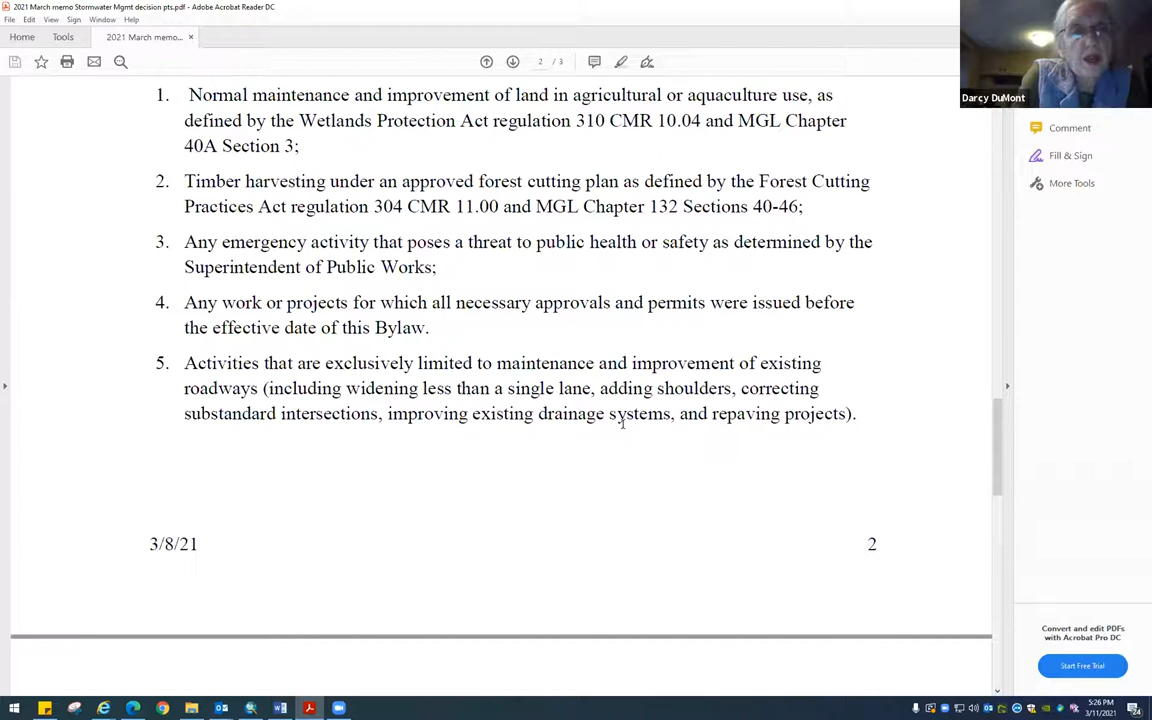 2021 March memo Stormwater Mgmt decision pts.pdf - Adobe Acrobat Reader DC
File Edit View Sign Window Help
Home Tools 2021 March memo... ×
2 / 3
Darcy DuMont
Comment
Fill & Sign
More Tools
1. Normal maintenance and improvement of land in agricultural or aquaculture use, as
defined by the Wetlands Protection Act regulation 310 CMR 10.04 and MGL Chapter
40A Section 3;
2. Timber harvesting under an approved forest cutting plan as defined by the Forest Cutting
Practices Act regulation 304 CMR 11.00 and MGL Chapter 132 Sections 40-46;
3. Any emergency activity that poses a threat to public health or safety as determined by the
Superintendent of Public Works;
4. Any work or projects for which all necessary approvals and permits were issued before
the effective date of this Bylaw.
5. Activities that are exclusively limited to maintenance and improvement of existing
roadways (including widening less than a single lane, adding shoulders, correcting
substandard intersections, improving existing drainage systems, and repaving projects).
3/8/21 2
Convert and edit PDFs
with Acrobat Pro DC
Start Free Trial
5:26 PM
3/11/2021
24